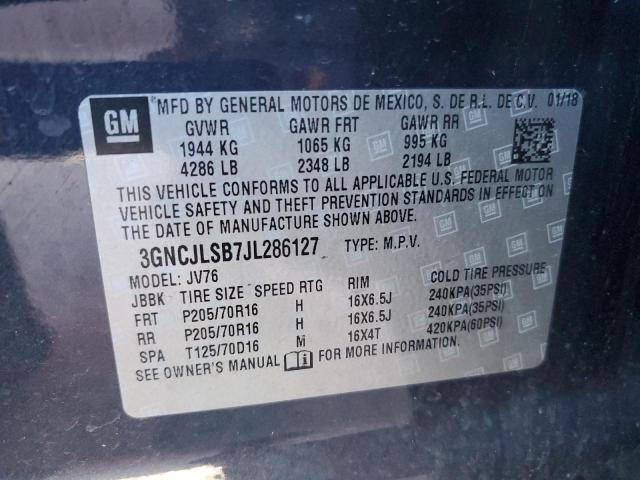 GM
*MFD BY GENERAL MOTORS DE MEXICO, S. DE R.L. DE C.V. 01/18
GVWR GAWR FRT GAWR RR
1944 KG 1065 KG 995 KG
4286 LB 2348 LB 2194 LB
THIS VEHICLE CONFORMS TO ALL APPLICABLE U.S. FEDERAL MOTOR
VEHICLE SAFETY AND THEFT PREVENTION STANDARDS IN EFFECT ON
THE DATE OF MANUFACTURE SHOWN ABOVE.
3GNCJLSB7JL286127 TYPE: M.P.V.
MODEL: JV76
JBBK TIRE SIZE SPEED RTG RIM COLD TIRE PRESSURE
FRT P205/70R16 H 16X6.5J 240KPA(35PSI)
RR P205/70R16 H 16X6.5J 240KPA(35PSI)
SPA T125/70D16 M 16X4T 420KPA(60PSI)
SEE OWNER'S MANUAL i FOR MORE INFORMATION.